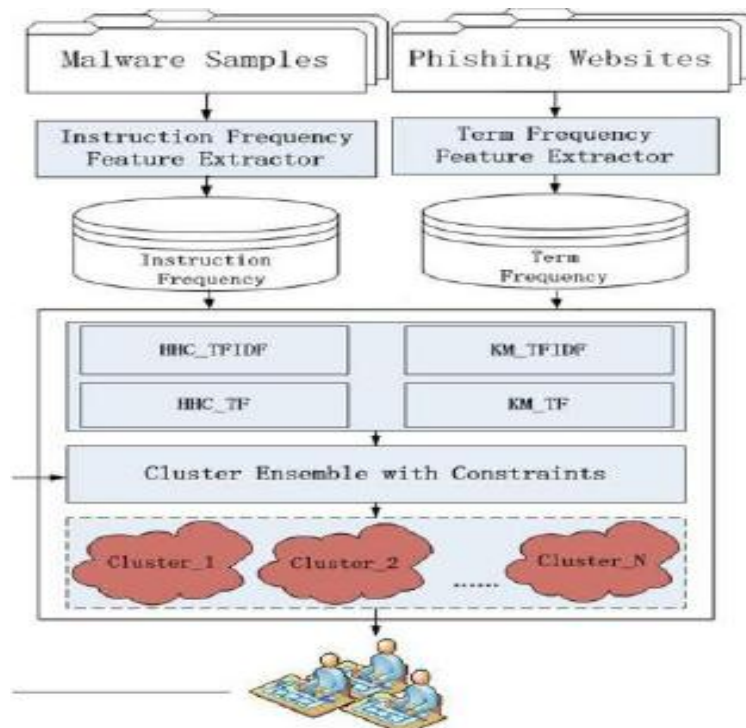 Malware Samples
Phishing Websites
Instruction Frequency
Feature Extractor
Term Frequency
Feature Extractor
Instruction
Frequency
Term
Frequency
HHC_TFIDF
KM_TFIDF
HHC_TF
KM_TF
Cluster Ensemble with Constraints
Cluster_1
Cluster_2
......
Cluster_N